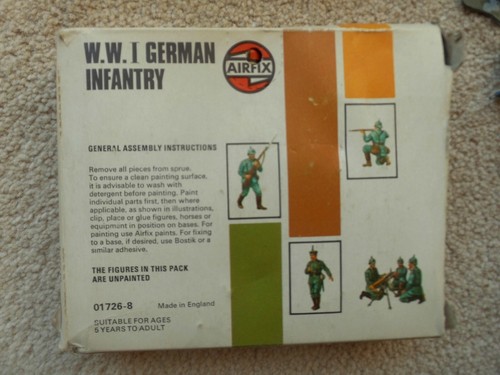 W.W. I GERMAN
INFANTRY
AIRFIX
GENERAL ASSEMBLY INSTRUCTIONS
Remove all pieces from sprue.
To ensure a clean painting surface,
it is advisable to wash with
detergent before painting. Paint
individual parts first, then where
applicable, as shown in illustrations,
clip, place or glue figures, horses or
equipment in position on bases. For
painting use Airfix paints. For fixing
to a base, if desired, use Bostik or a
similar adhesive.
THE FIGURES IN THIS PACK
ARE UNPAINTED
01726-8 Made in England
SUITABLE FOR AGES
5 YEARS TO ADULT